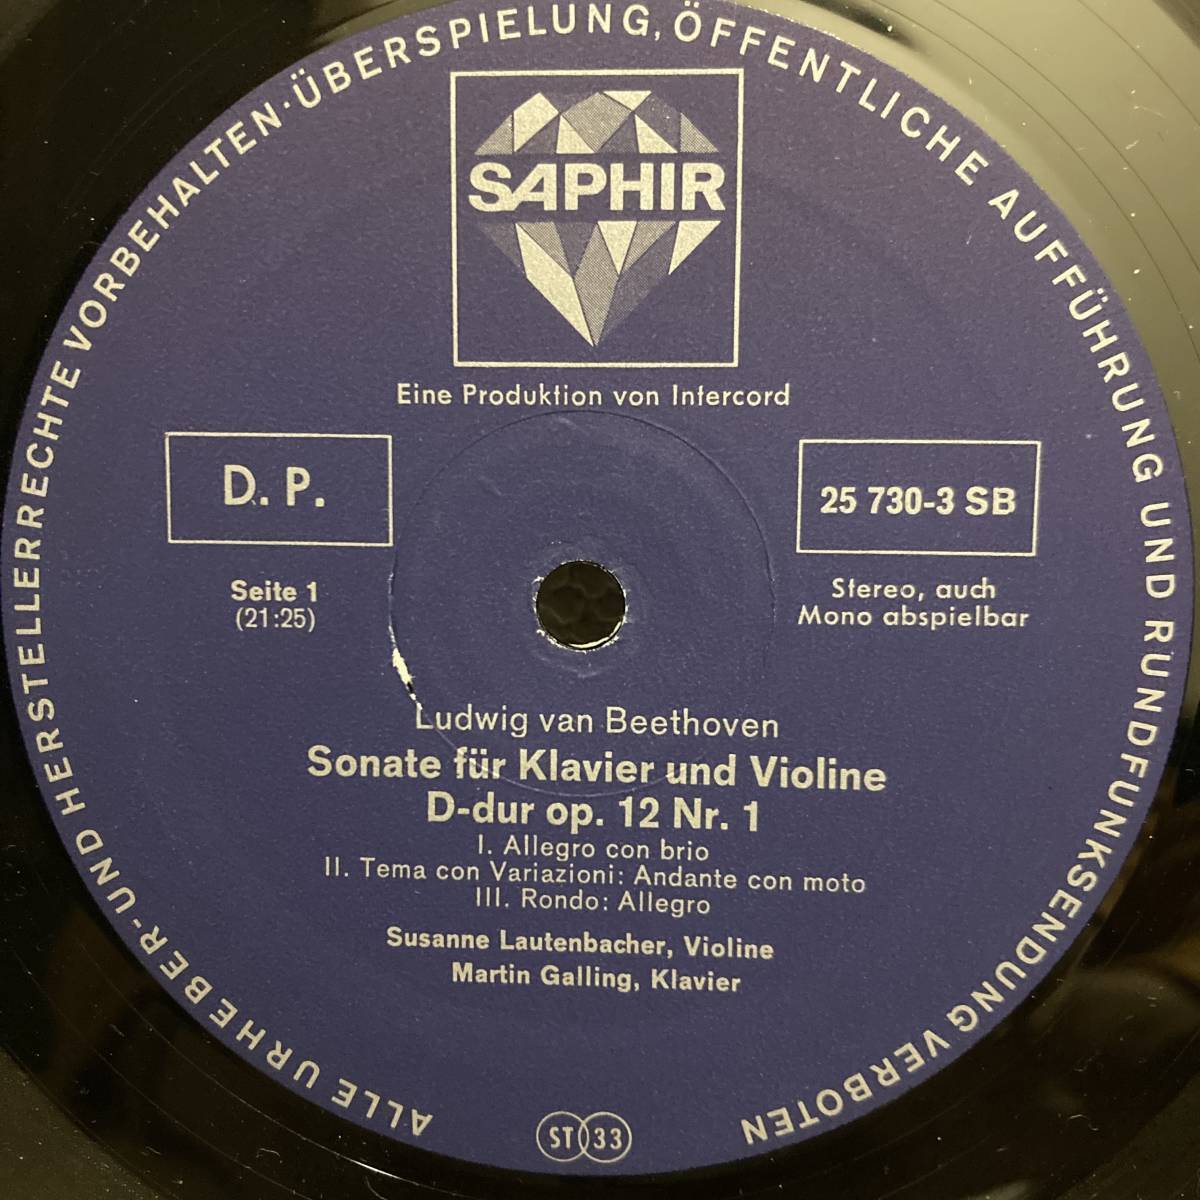 ALLE URHEBER- UND HERSTELLERRECHTE VORBEHALTEN · ÜBERSPIELUNG, ÖFFENTLICHE AUFFÜHRUNG UND RUNDFUNKSENDUNG VERBOTEN
SAPHIR
Eine Produktion von Intercord
D. P.
25 730-3 SB
Seite 1
(21:25)
Stereo, auch
Mono abspielbar
Ludwig van Beethoven
Sonate für Klavier und Violine
D-dur op. 12 Nr. 1
I. Allegro con brio
II. Tema con Variazioni: Andante con moto
III. Rondo: Allegro
Susanne Lautenbacher, Violine
Martin Galling, Klavier
ST 33